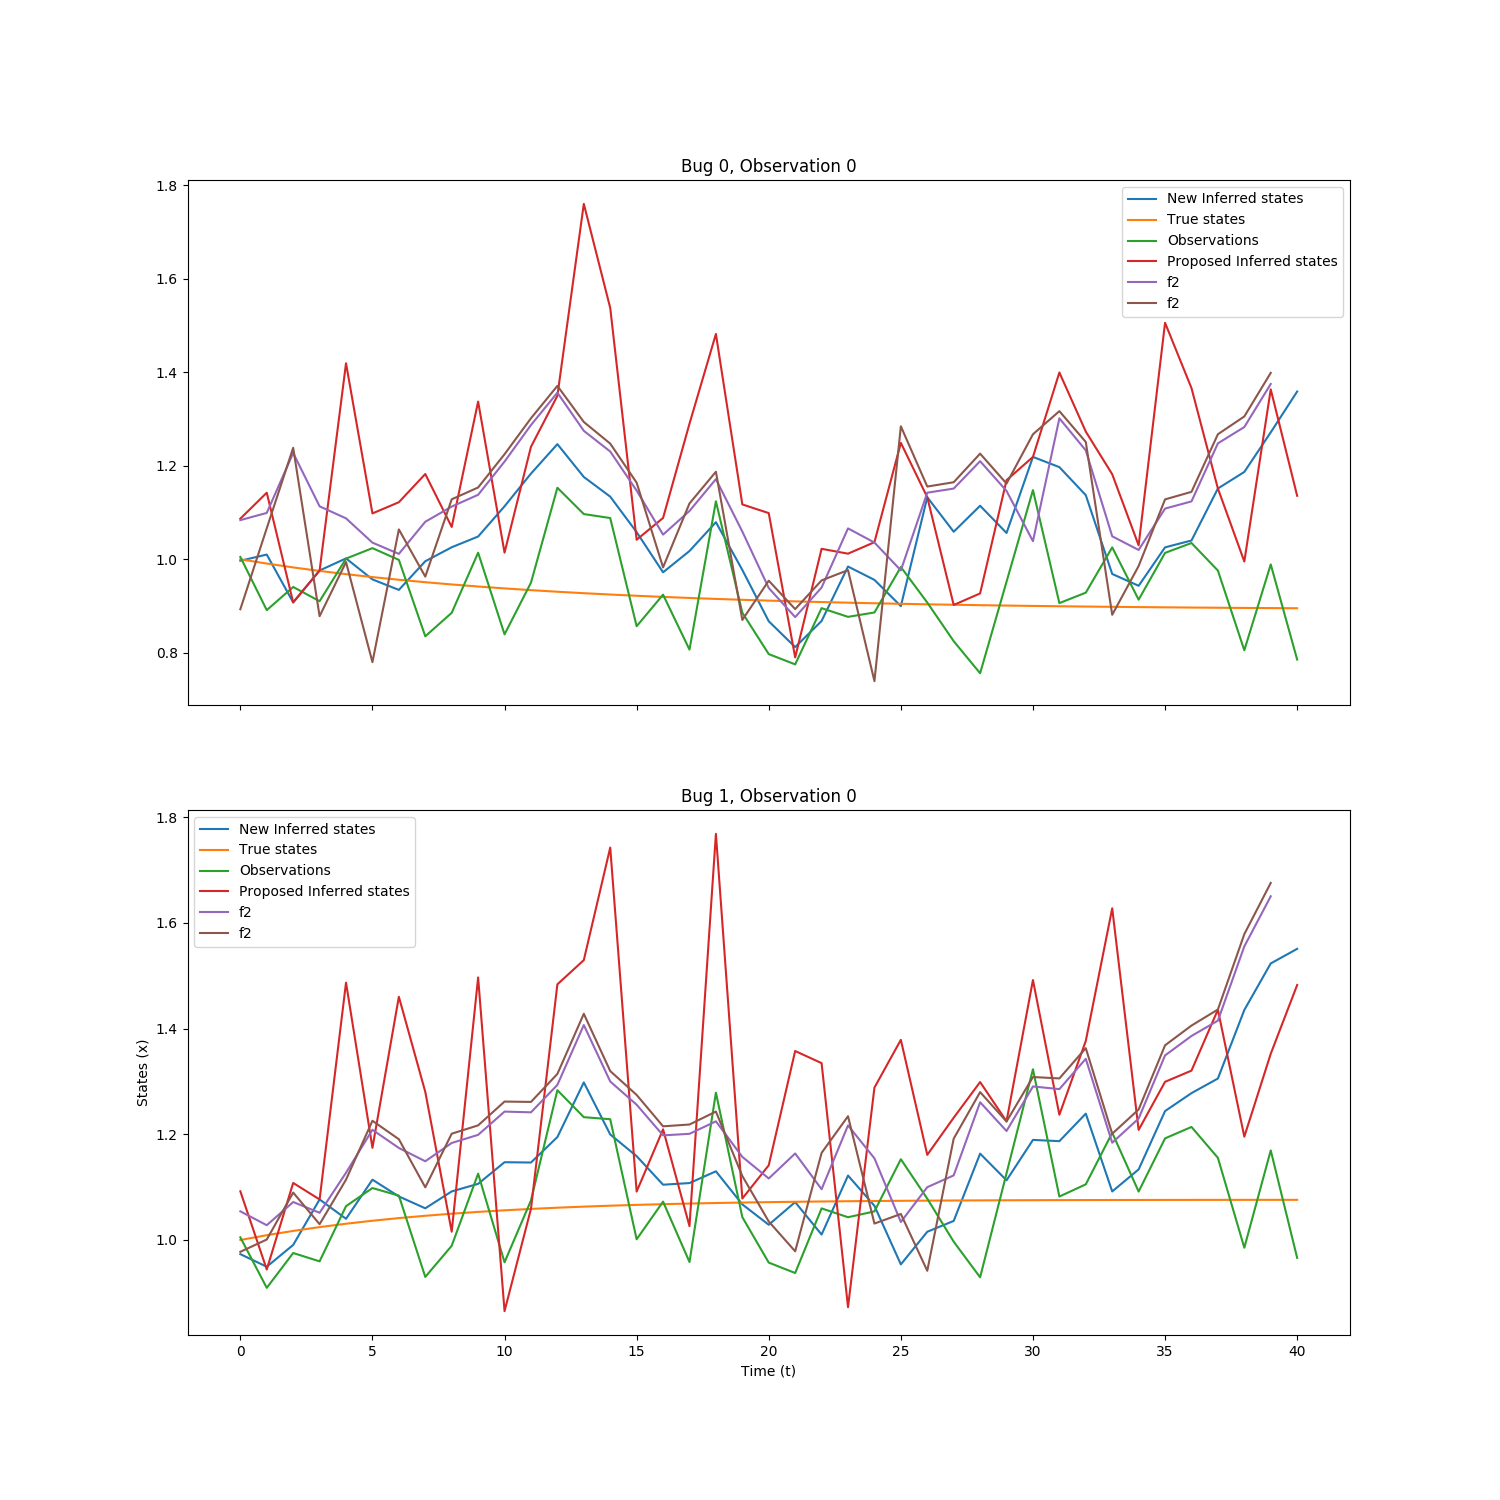 Bug 0, Observation 0
1.8
1.6
1.4
1.2
1.0
0.8
New Inferred states
True states
Observations
Proposed Inferred states
f2
f2
Bug 1, Observation 0
1.8
1.6
1.4
1.2
1.0
States (x)
New Inferred states
True states
Observations
Proposed Inferred states
f2
f2
0 5 10 15 20 25 30 35 40
Time (t)